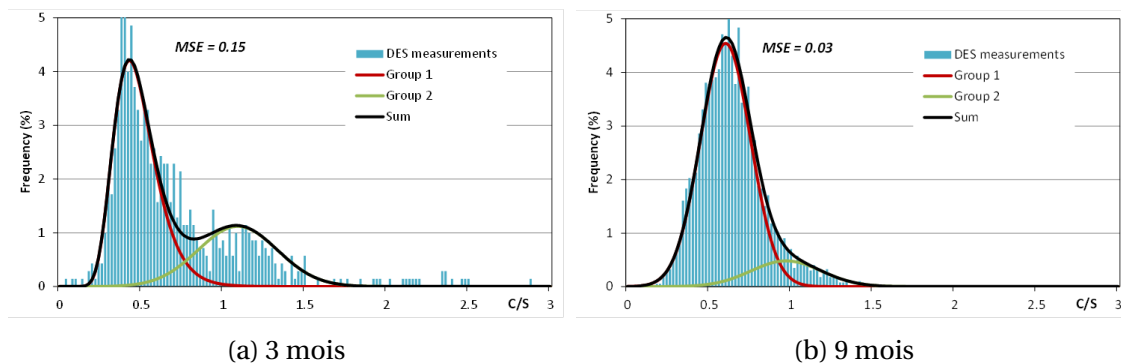 5
4
3
2
1
0
Frequency (%)
MSE = 0.15
DES measurements
Group 1
Group 2
Sum
0 0.5 1 1.5 2 2.5 C/S 3
(a) 3 mois
5
4
3
2
1
0
Frequency (%)
MSE = 0.03
DES measurements
Group 1
Group 2
Sum
0 0.5 1 1.5 2 2.5 C/S 3
(b) 9 mois